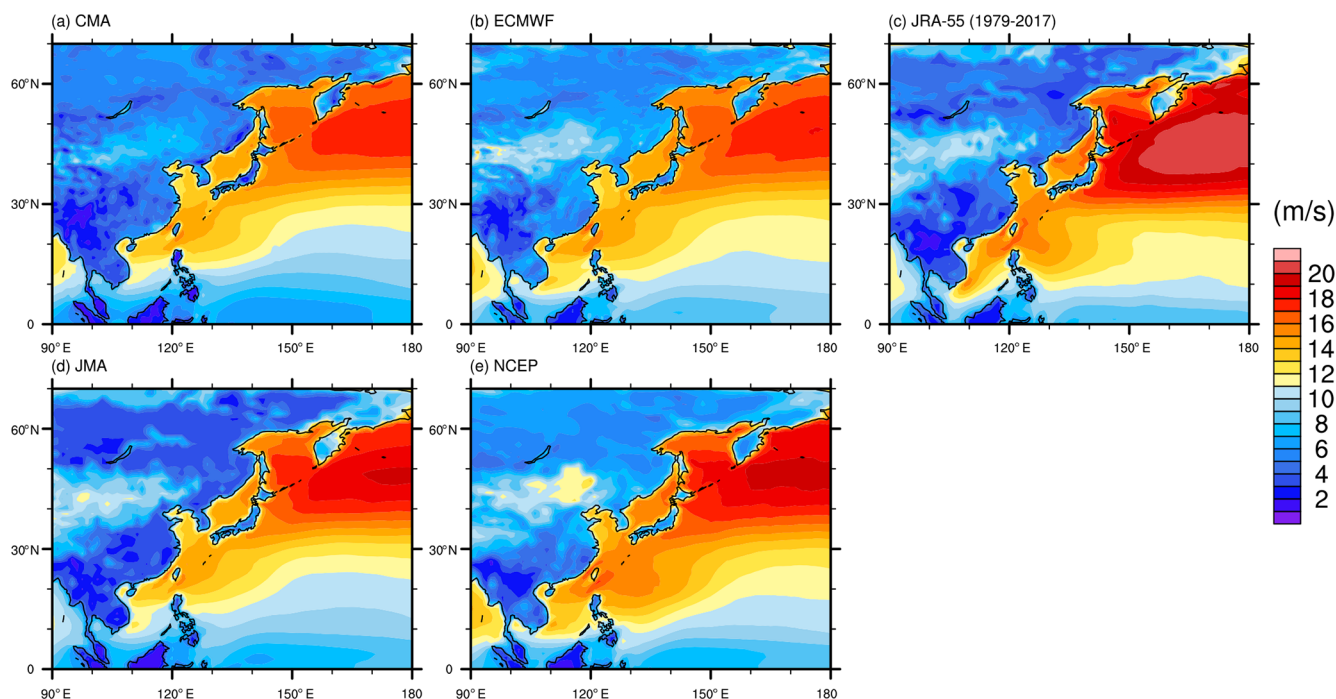 (a) CMA
(b) ECMWF
(c) JRA-55 (1979-2017)
60°N
30°N
0
90°E 120°E 150°E 180
60°N
30°N
0
90°E 120°E 150°E 180
60°N
30°N
0
90°E 120°E 150°E 180
(d) JMA
(e) NCEP
60°N
30°N
0
90°E 120°E 150°E 180
60°N
30°N
0
90°E 120°E 150°E 180
(m/s)
20
18
16
14
12
10
8
6
4
2